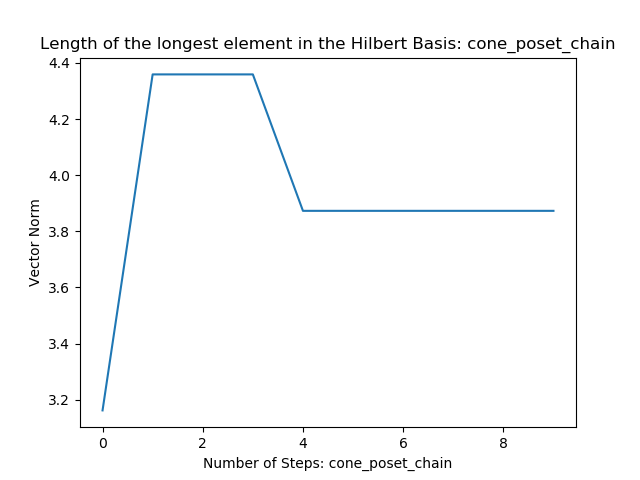 Length of the longest element in the Hilbert Basis: cone_poset_chain
4.4
4.2
4.0
3.8
3.6
3.4
3.2
Vector Norm
0 2 4 6 8
Number of Steps: cone_poset_chain